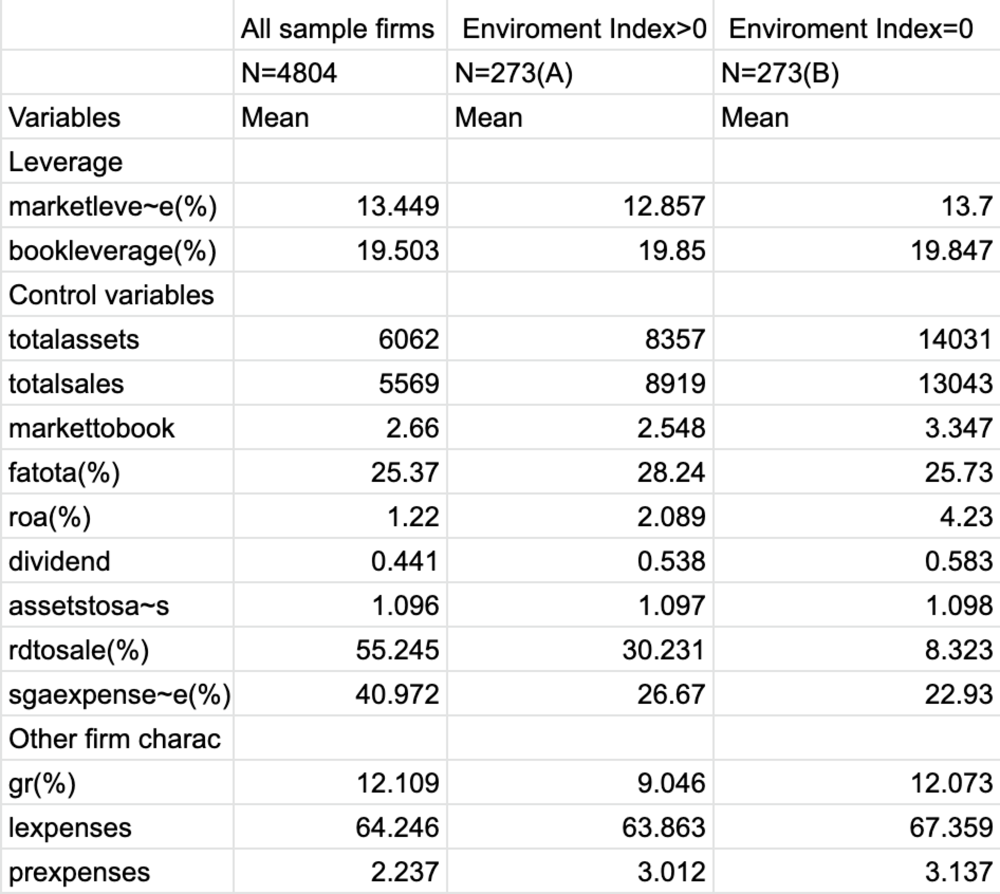 All sample firms Enviroment Index>0 Enviroment Index=0
N=4804 N=273(A) N=273(B)
Variables Mean Mean Mean
Leverage
marketleve~e(%) 13.449 12.857 13.7
bookleverage(%) 19.503 19.85 19.847
Control variables
totalassets 6062 8357 14031
totalsales 5569 8919 13043
markettobook 2.66 2.548 3.347
fatota(%) 25.37 28.24 25.73
roa(%) 1.22 2.089 4.23
dividend 0.441 0.538 0.583
assetstosa~s 1.096 1.097 1.098
rdtosale(%) 55.245 30.231 8.323
sgaexpense~e(%) 40.972 26.67 22.93
Other firm charac
gr(%) 12.109 9.046 12.073
lexpenses 64.246 63.863 67.359
prexpenses 2.237 3.012 3.137